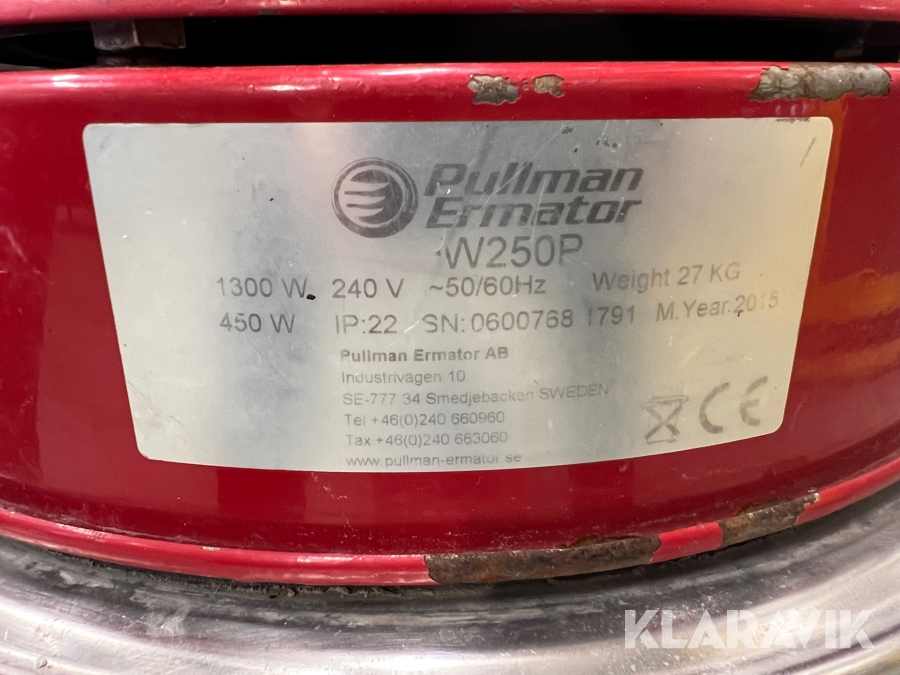 Pullman
Ermator
W250P
1300 W 240 V ~50/60Hz Weight 27 KG
450 W IP:22 SN:0600768 1791 M.Year.2015
Pullman Ermator AB
Industrivägen 10
SE-777 34 Smedjebacken SWEDEN
Tel +46(0)240 660960
Tax +46(0)240 663060
www.pullman-ermator.se
CE
KLARAVIK